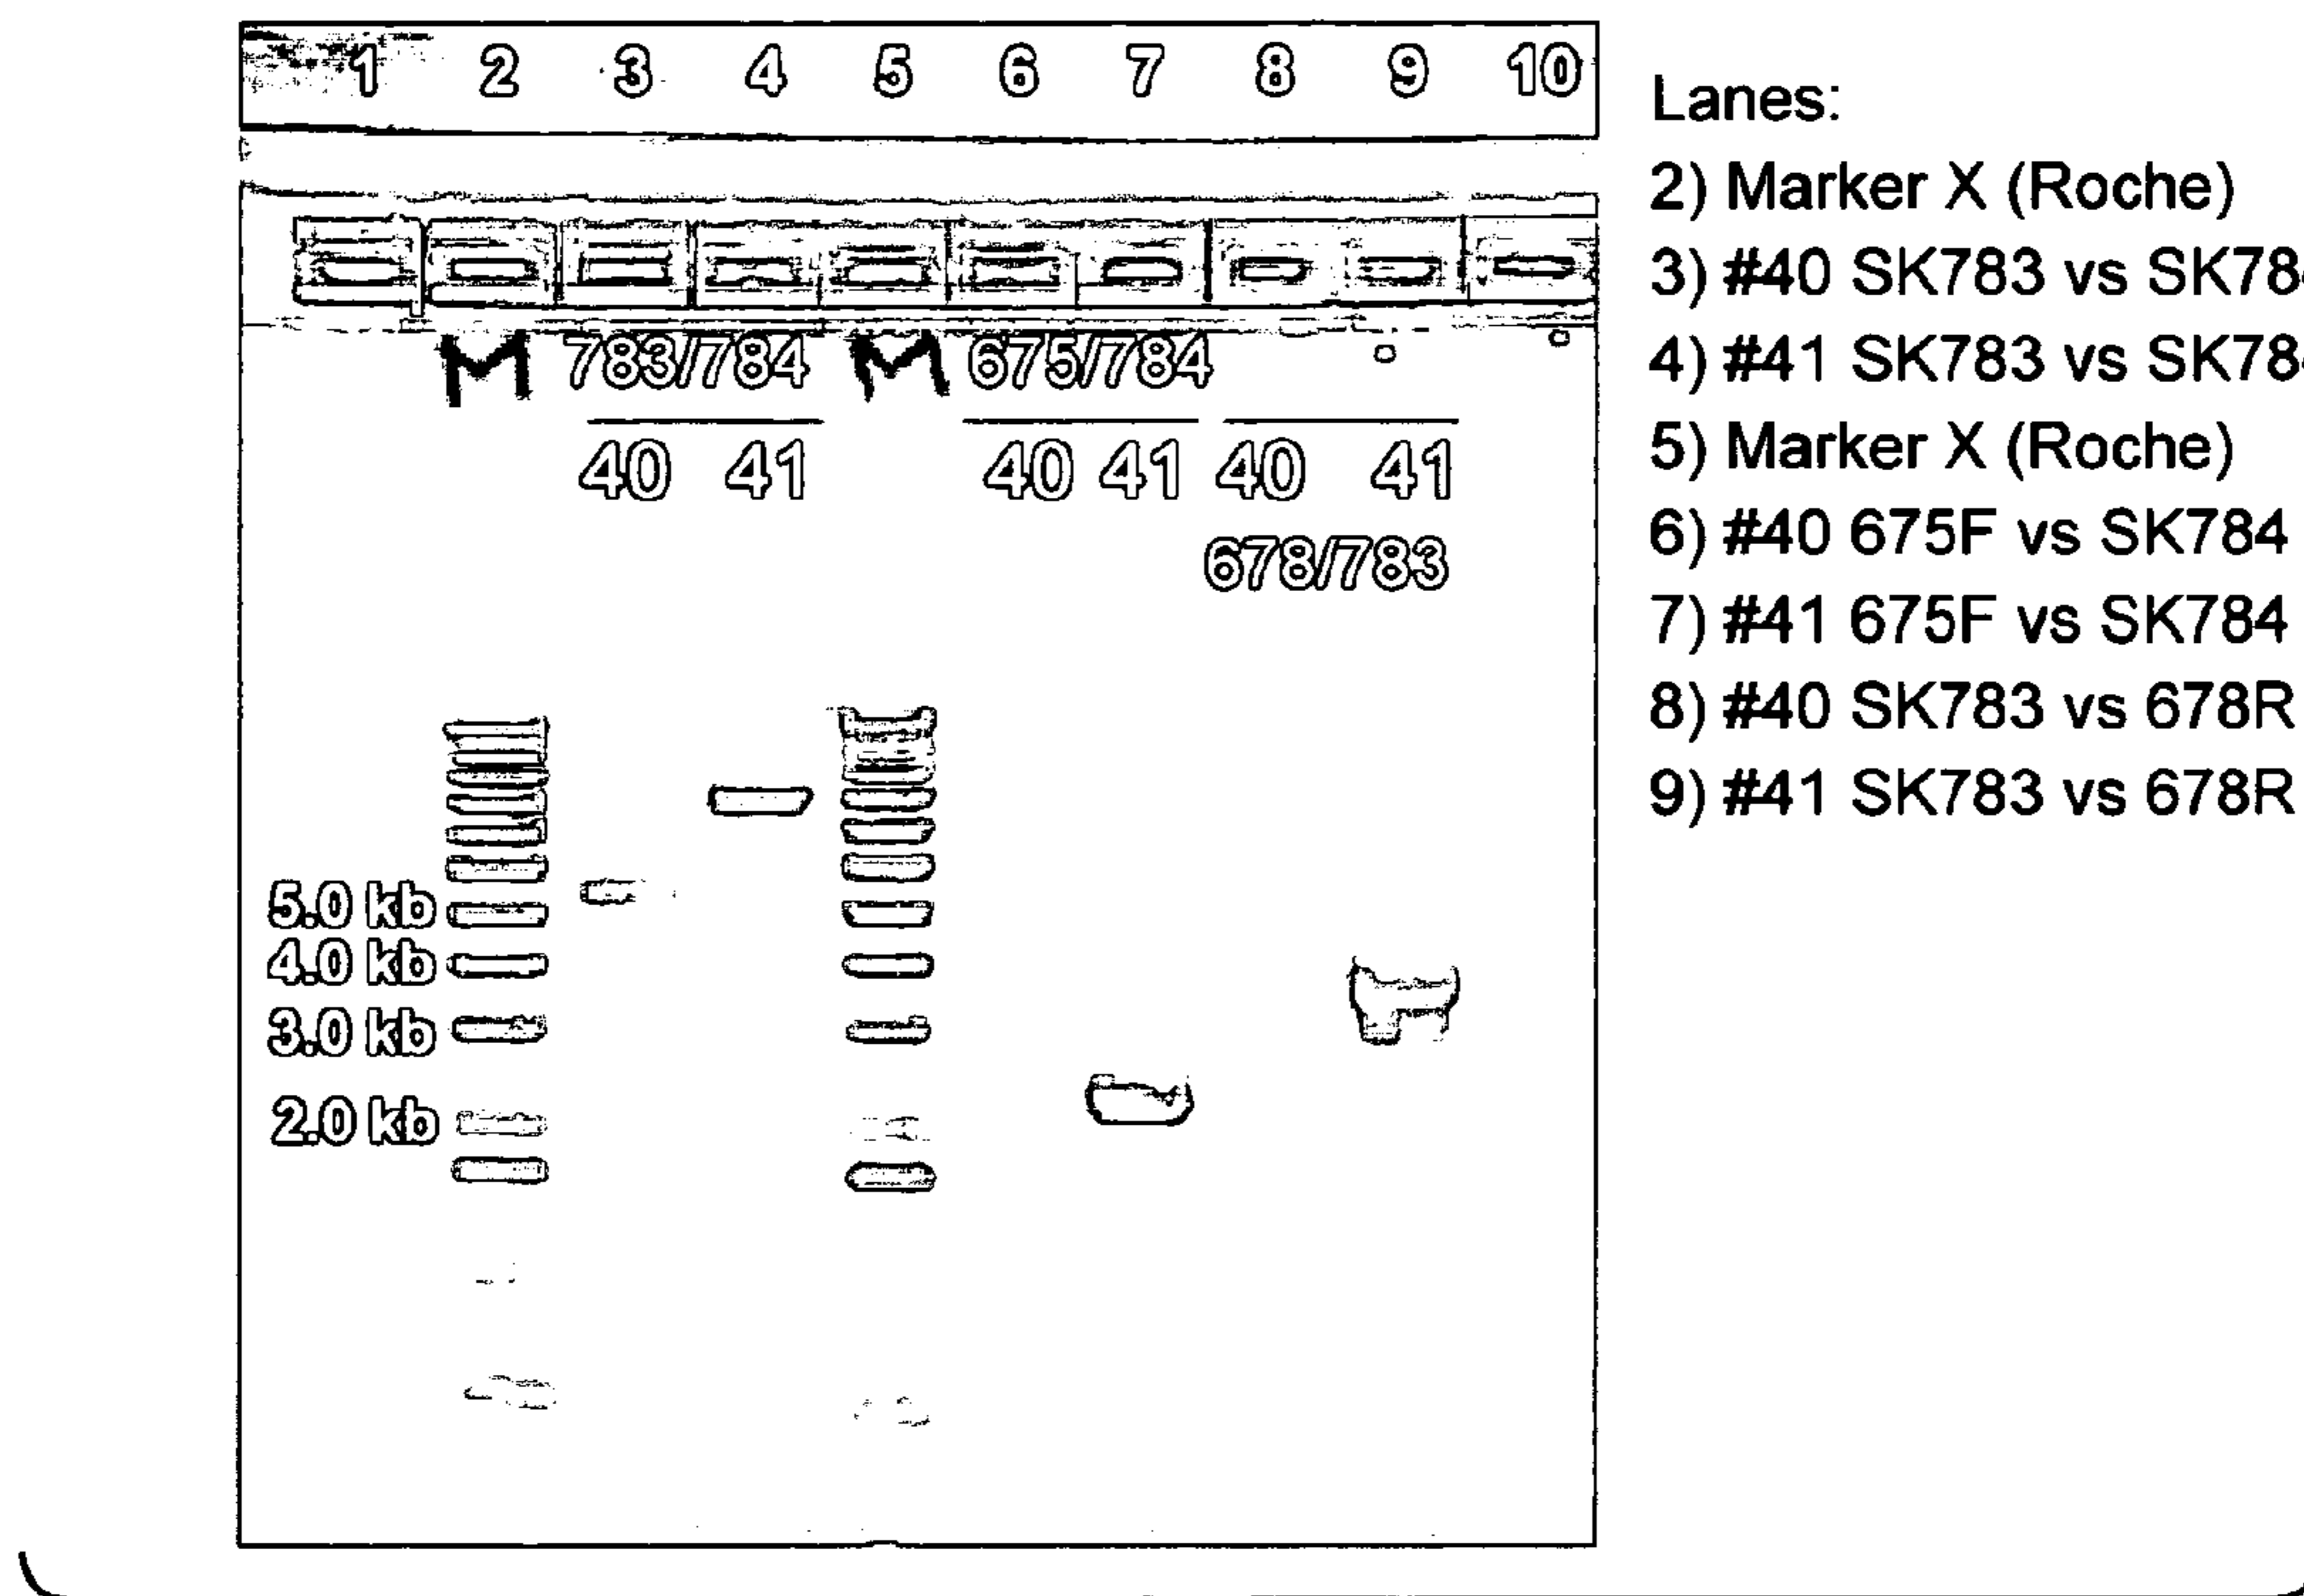 1 2 3 4 5 6 7 8 9 10
M 783/784 M 675/784
40 41 40 41 40 41
678/783
5.0 kb
4.0 kb
3.0 kb
2.0 kb
Lanes:
2) Marker X (Roche)
3) #40 SK783 vs SK78
4) #41 SK783 vs SK78
5) Marker X (Roche)
6) #40 675F vs SK784
7) #41 675F vs SK784
8) #40 SK783 vs 678R
9) #41 SK783 vs 678R